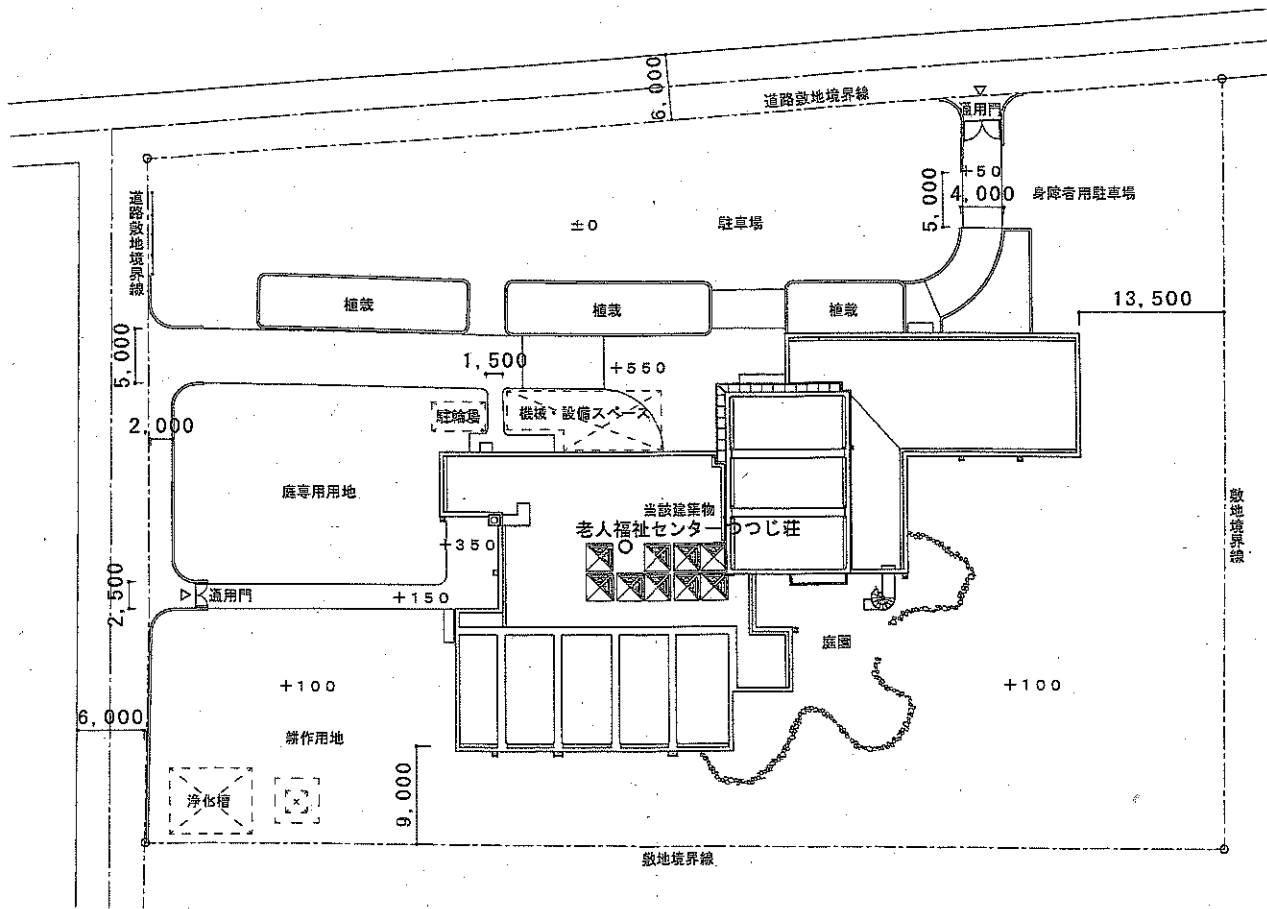 6,000
道路敷地境界線
通用門
+50
5,000
4,000
身障者用駐車場
道路敷地境界線
±0
駐車場
植栽
植栽
植栽
13,500
5,000
1,500
+550
駐輪場
機械・設備スペース
2,000
庭専用用地
当該建築物
老人福祉センターつつじ荘
敷地境界線
+350
2,500
通用門
+150
庭園
+100
+100
6,000
耕作用地
浄化槽
9,000
敷地境界線